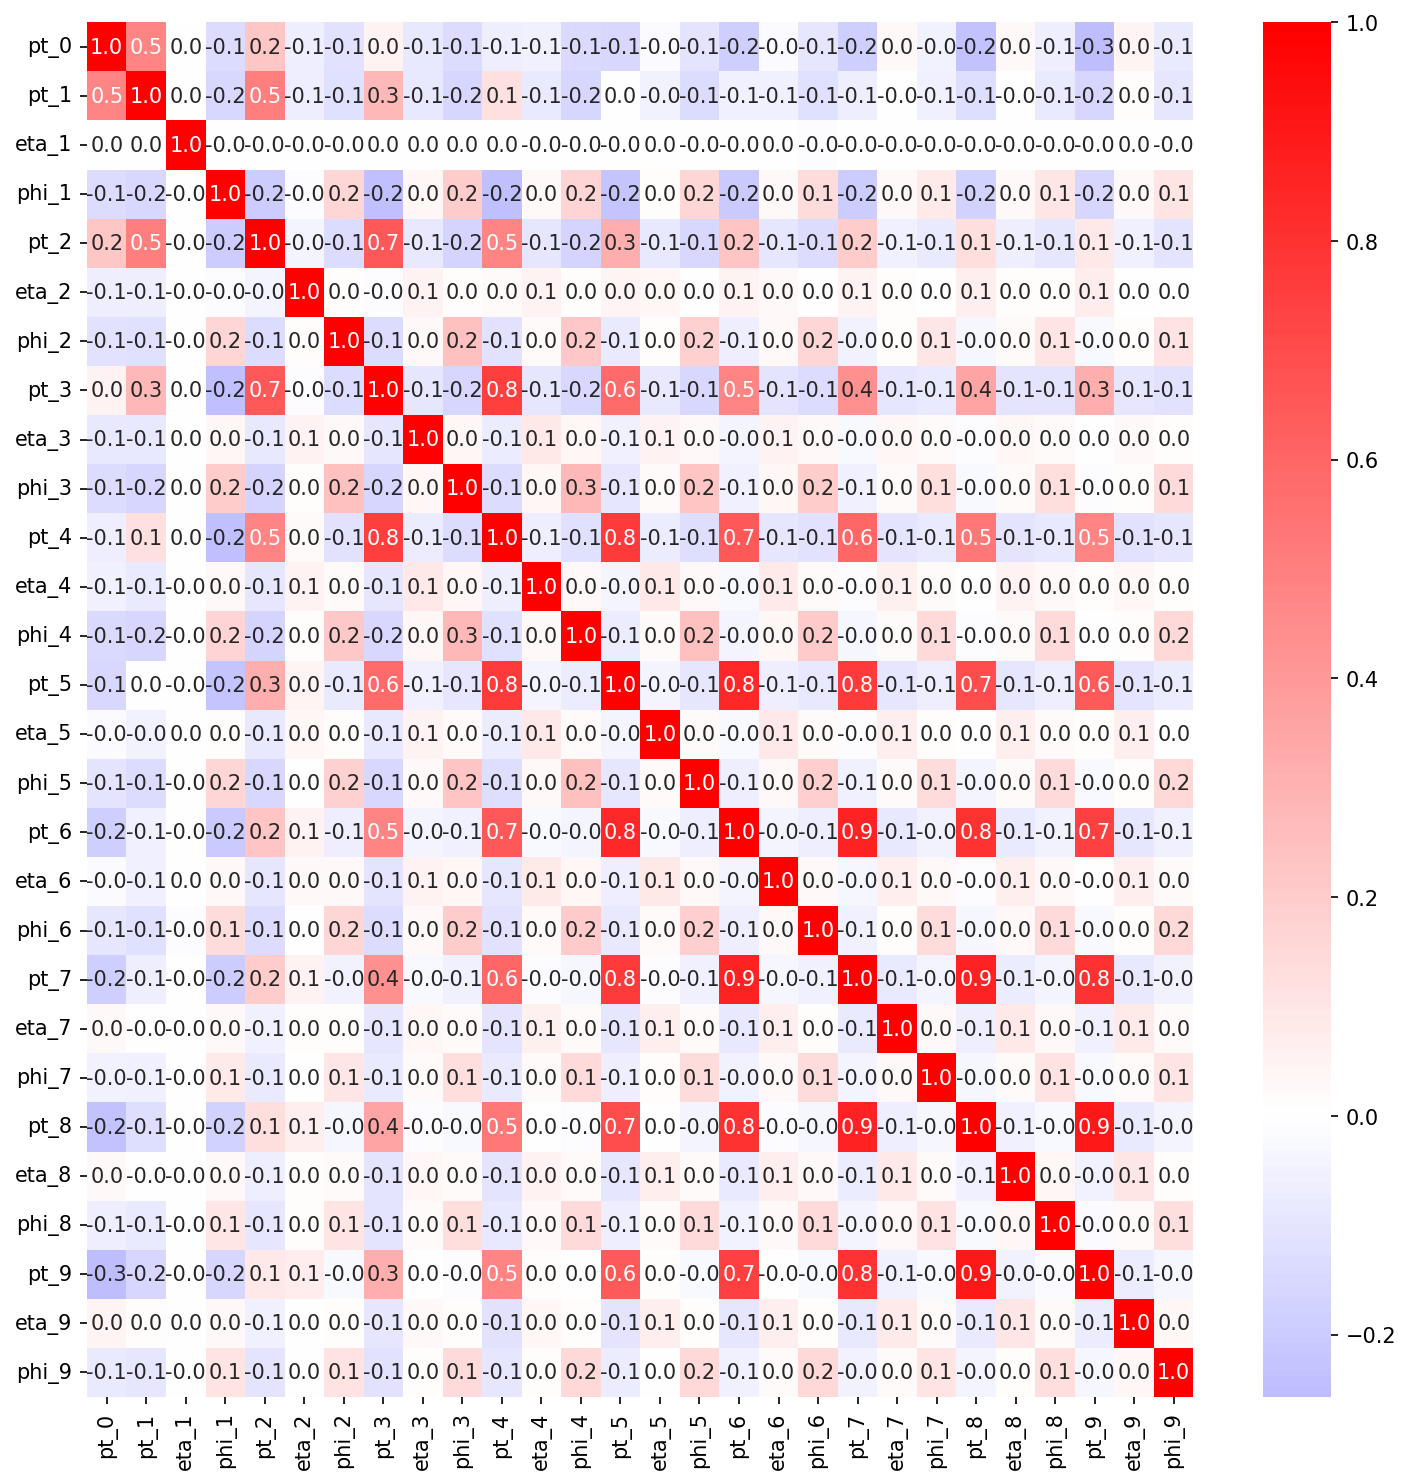 pt_0 1.0 0.5 0.0 -0.1 0.2 -0.1 -0.1 0.0 -0.1 -0.1 -0.1 -0.1 -0.1 -0.1 -0.0 -0.1 -0.2 -0.0 -0.1 -0.2 0.0 -0.0 -0.2 0.0 -0.1 -0.3 0.0 -0.1
pt_1 0.5 1.0 0.0 -0.2 0.5 -0.1 -0.1 0.3 -0.1 -0.2 0.1 -0.1 -0.2 0.0 -0.0 -0.1 -0.1 -0.1 -0.1 -0.1 -0.0 -0.1 -0.1 -0.0 -0.1 -0.2 0.0 -0.1
eta_1 0.0 0.0 1.0 -0.0 -0.0 -0.0 -0.0 0.0 0.0 0.0 0.0 -0.0 -0.0 -0.0 0.0 -0.0 -0.0 0.0 -0.0 -0.0 -0.0 -0.0 -0.0 -0.0 -0.0 -0.0 0.0 -0.0
phi_1 -0.1 -0.2 -0.0 1.0 -0.2 -0.0 0.2 -0.2 0.0 0.2 -0.2 0.0 0.2 -0.2 0.0 0.2 -0.2 0.0 0.1 -0.2 0.0 0.1 -0.2 0.0 0.1 -0.2 0.0 0.1
pt_2 0.2 0.5 -0.0 -0.2 1.0 -0.0 -0.1 0.7 -0.1 -0.2 0.5 -0.1 -0.2 0.3 -0.1 -0.1 0.2 -0.1 -0.1 0.2 -0.1 -0.1 0.1 -0.1 -0.1 0.1 -0.1 -0.1
eta_2 -0.1 -0.1 -0.0 -0.0 -0.0 1.0 0.0 -0.0 0.1 0.0 0.0 0.1 0.0 0.0 0.0 0.0 0.1 0.0 0.0 0.1 0.0 0.0 0.1 0.0 0.0 0.1 0.0 0.0
phi_2 -0.1 -0.1 -0.0 0.2 -0.1 0.0 1.0 -0.1 0.0 0.2 -0.1 0.0 0.2 -0.1 0.0 0.2 -0.1 0.0 0.2 -0.0 0.0 0.1 -0.0 0.0 0.1 -0.0 0.0 0.1
pt_3 0.0 0.3 0.0 -0.2 0.7 -0.0 -0.1 1.0 -0.1 -0.2 0.8 -0.1 -0.2 0.6 -0.1 -0.1 0.5 -0.1 -0.1 0.4 -0.1 -0.1 0.4 -0.1 -0.1 0.3 -0.1 -0.1
eta_3 -0.1 -0.1 0.0 0.0 -0.1 0.1 0.0 -0.1 1.0 0.0 -0.1 0.1 0.0 -0.1 0.1 0.0 -0.0 0.1 0.0 -0.0 0.0 0.0 -0.0 0.0 0.0 0.0 0.0 0.0
phi_3 -0.1 -0.2 0.0 0.2 -0.2 0.0 0.2 -0.2 0.0 1.0 -0.1 0.0 0.3 -0.1 0.0 0.2 -0.1 0.0 0.2 -0.1 0.0 0.1 -0.0 0.0 0.1 -0.0 0.0 0.1
pt_4 -0.1 0.1 0.0 -0.2 0.5 0.0 -0.1 0.8 -0.1 -0.1 1.0 -0.1 -0.1 0.8 -0.1 -0.1 0.7 -0.1 -0.1 0.6 -0.1 -0.1 0.5 -0.1 -0.1 0.5 -0.1 -0.1
eta_4 -0.1 -0.1 -0.0 0.0 -0.1 0.1 0.0 -0.1 0.1 0.0 -0.1 1.0 0.0 -0.0 0.1 0.0 -0.0 0.1 0.0 -0.0 0.1 0.0 0.0 0.0 0.0 0.0 0.0 0.0
phi_4 -0.1 -0.2 -0.0 0.2 -0.2 0.0 0.2 -0.2 0.0 0.3 -0.1 0.0 1.0 -0.1 0.0 0.2 -0.0 0.0 0.2 -0.0 0.0 0.1 -0.0 0.0 0.1 0.0 0.0 0.2
pt_5 -0.1 0.0 -0.0 -0.2 0.3 0.0 -0.1 0.6 -0.1 -0.1 0.8 -0.0 -0.1 1.0 -0.0 -0.1 0.8 -0.1 -0.1 0.8 -0.1 -0.1 0.7 -0.1 -0.1 0.6 -0.1 -0.1
eta_5 -0.0 -0.0 0.0 0.0 -0.1 0.0 0.0 -0.1 0.1 0.0 -0.1 0.1 0.0 -0.0 1.0 0.0 -0.0 0.1 0.0 -0.0 0.1 0.0 0.0 0.1 0.0 0.0 0.1 0.0
phi_5 -0.1 -0.1 -0.0 0.2 -0.1 0.0 0.2 -0.1 0.0 0.2 -0.1 0.0 0.2 -0.1 0.0 1.0 -0.1 0.0 0.2 -0.1 0.0 0.1 -0.0 0.0 0.1 -0.0 0.0 0.2
pt_6 -0.2 -0.1 -0.0 -0.2 0.2 0.1 -0.1 0.5 -0.0 -0.1 0.7 -0.0 -0.0 0.8 -0.0 -0.1 1.0 -0.0 -0.1 0.9 -0.1 -0.0 0.8 -0.1 -0.1 0.7 -0.1 -0.1
eta_6 -0.0 -0.1 0.0 0.0 -0.1 0.0 0.0 -0.1 0.1 0.0 -0.1 0.1 0.0 -0.1 0.1 0.0 -0.0 1.0 0.0 -0.0 0.1 0.0 -0.0 0.1 0.0 -0.0 0.1 0.0
phi_6 -0.1 -0.1 -0.0 0.1 -0.1 0.0 0.2 -0.1 0.0 0.2 -0.1 0.0 0.2 -0.1 0.0 0.2 -0.1 0.0 1.0 -0.1 0.0 0.1 -0.0 0.0 0.1 -0.0 0.0 0.2
pt_7 -0.2 -0.1 -0.0 -0.2 0.2 0.1 -0.0 0.4 -0.0 -0.1 0.6 -0.0 -0.0 0.8 -0.0 -0.1 0.9 -0.0 -0.1 1.0 -0.1 -0.0 0.9 -0.1 -0.0 0.8 -0.1 -0.0
eta_7 0.0 -0.0 -0.0 0.0 -0.1 0.0 0.0 -0.1 0.0 0.0 -0.1 0.1 0.0 -0.1 0.1 0.0 -0.1 0.1 0.0 -0.1 1.0 0.0 -0.1 0.1 0.0 -0.1 0.1 0.0
phi_7 -0.0 -0.1 -0.0 0.1 -0.1 0.0 0.1 -0.1 0.0 0.1 -0.1 0.0 0.1 -0.1 0.0 0.1 -0.0 0.0 0.1 -0.0 0.0 1.0 -0.0 0.0 0.1 -0.0 0.0 0.1
pt_8 -0.2 -0.1 -0.0 -0.2 0.1 0.1 -0.0 0.4 -0.0 -0.0 0.5 0.0 -0.0 0.7 0.0 -0.0 0.8 -0.0 -0.0 0.9 -0.1 -0.0 1.0 -0.1 -0.0 0.9 -0.1 -0.0
eta_8 0.0 -0.0 -0.0 0.0 -0.1 0.0 0.0 -0.1 0.0 0.0 -0.1 0.0 0.0 -0.1 0.1 0.0 -0.1 0.1 0.0 -0.1 0.1 0.0 -0.1 1.0 0.0 -0.0 0.1 0.0
phi_8 -0.1 -0.1 -0.0 0.1 -0.1 0.0 0.1 -0.1 0.0 0.1 -0.1 0.0 0.1 -0.1 0.0 0.1 -0.1 0.0 0.1 -0.0 0.0 0.1 -0.0 0.0 1.0 -0.0 0.0 0.1
pt_9 -0.3 -0.2 -0.0 -0.2 0.1 0.1 -0.0 0.3 0.0 -0.0 0.5 0.0 0.0 0.6 0.0 -0.0 0.7 -0.0 -0.0 0.8 -0.1 -0.0 0.9 -0.0 -0.0 1.0 -0.1 -0.0
eta_9 0.0 0.0 0.0 0.0 -0.1 0.0 0.0 -0.1 0.0 0.0 -0.1 0.0 0.0 -0.1 0.1 0.0 -0.1 0.1 0.0 -0.1 0.1 0.0 -0.1 0.1 0.0 -0.1 1.0 0.0
phi_9 -0.1 -0.1 -0.0 0.1 -0.1 0.0 0.1 -0.1 0.0 0.1 -0.1 0.0 0.2 -0.1 0.0 0.2 -0.1 0.0 0.2 -0.0 0.0 0.1 -0.0 0.0 0.1 -0.0 0.0 1.0
pt_0 pt_1 eta_1 phi_1 pt_2 eta_2 phi_2 pt_3 eta_3 phi_3 pt_4 eta_4 phi_4 pt_5 eta_5 phi_5 pt_6 eta_6 phi_6 pt_7 eta_7 phi_7 pt_8 eta_8 phi_8 pt_9 eta_9 phi_9
1.0
0.8
0.6
0.4
0.2
0.0
−0.2